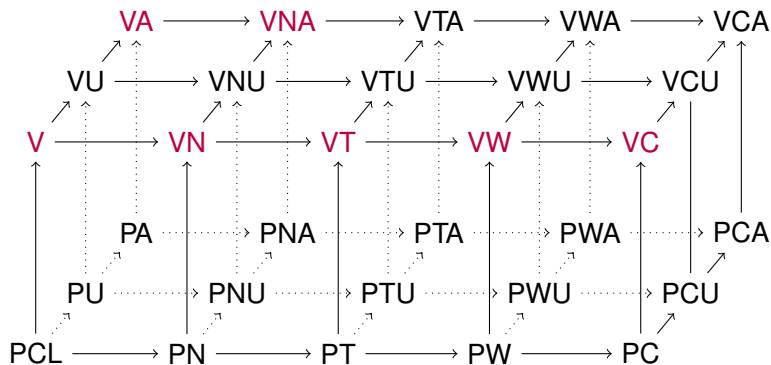 VA VNA VTA VWA VCA
VU VNU VTU VWU VCU
V VN VT VW VC
PA PNA PTA PWA PCA
PU PNU PTU PWU PCU
PCL PN PT PW PC